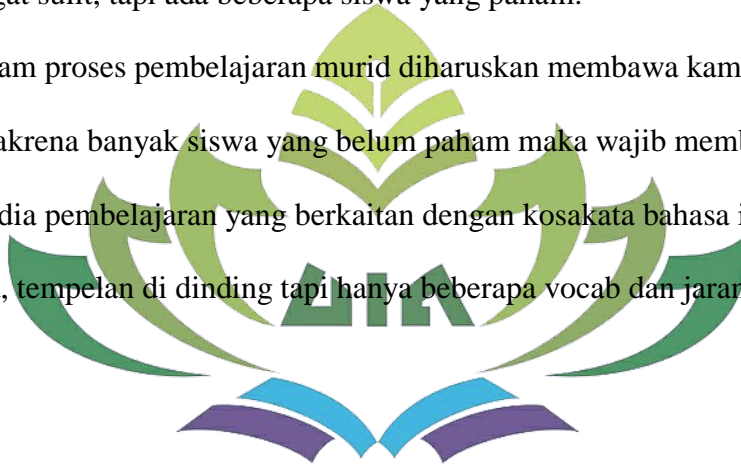 sulit, tapi ada beberapa siswa yang paham.
am proses pembelajaran murid diharuskan membawa kam
akrena banyak siswa yang belum paham maka wajib memb
dia pembelajaran yang berkaitan dengan kosakata bahasa i
, tempelan di dinding tapi hanya beberapa vocab dan jaran
UIA